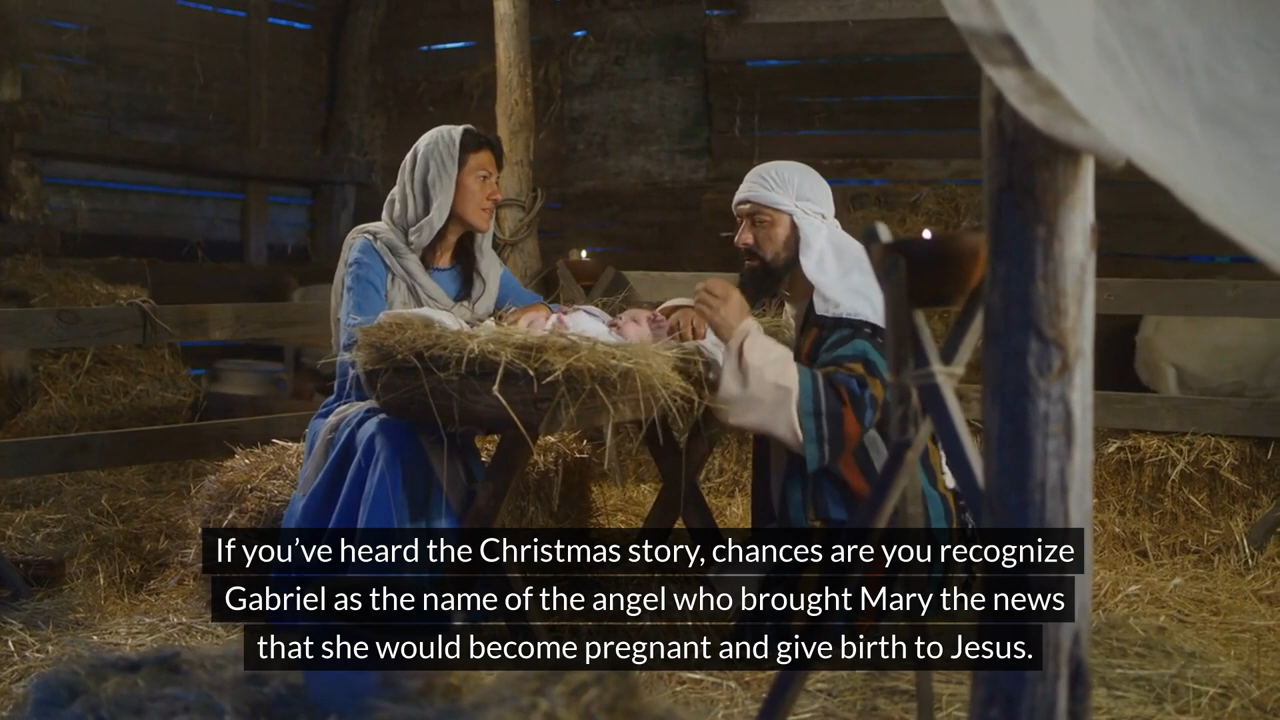 If you’ve heard the Christmas story, chances are you recognize
Gabriel as the name of the angel who brought Mary the news
that she would become pregnant and give birth to Jesus.